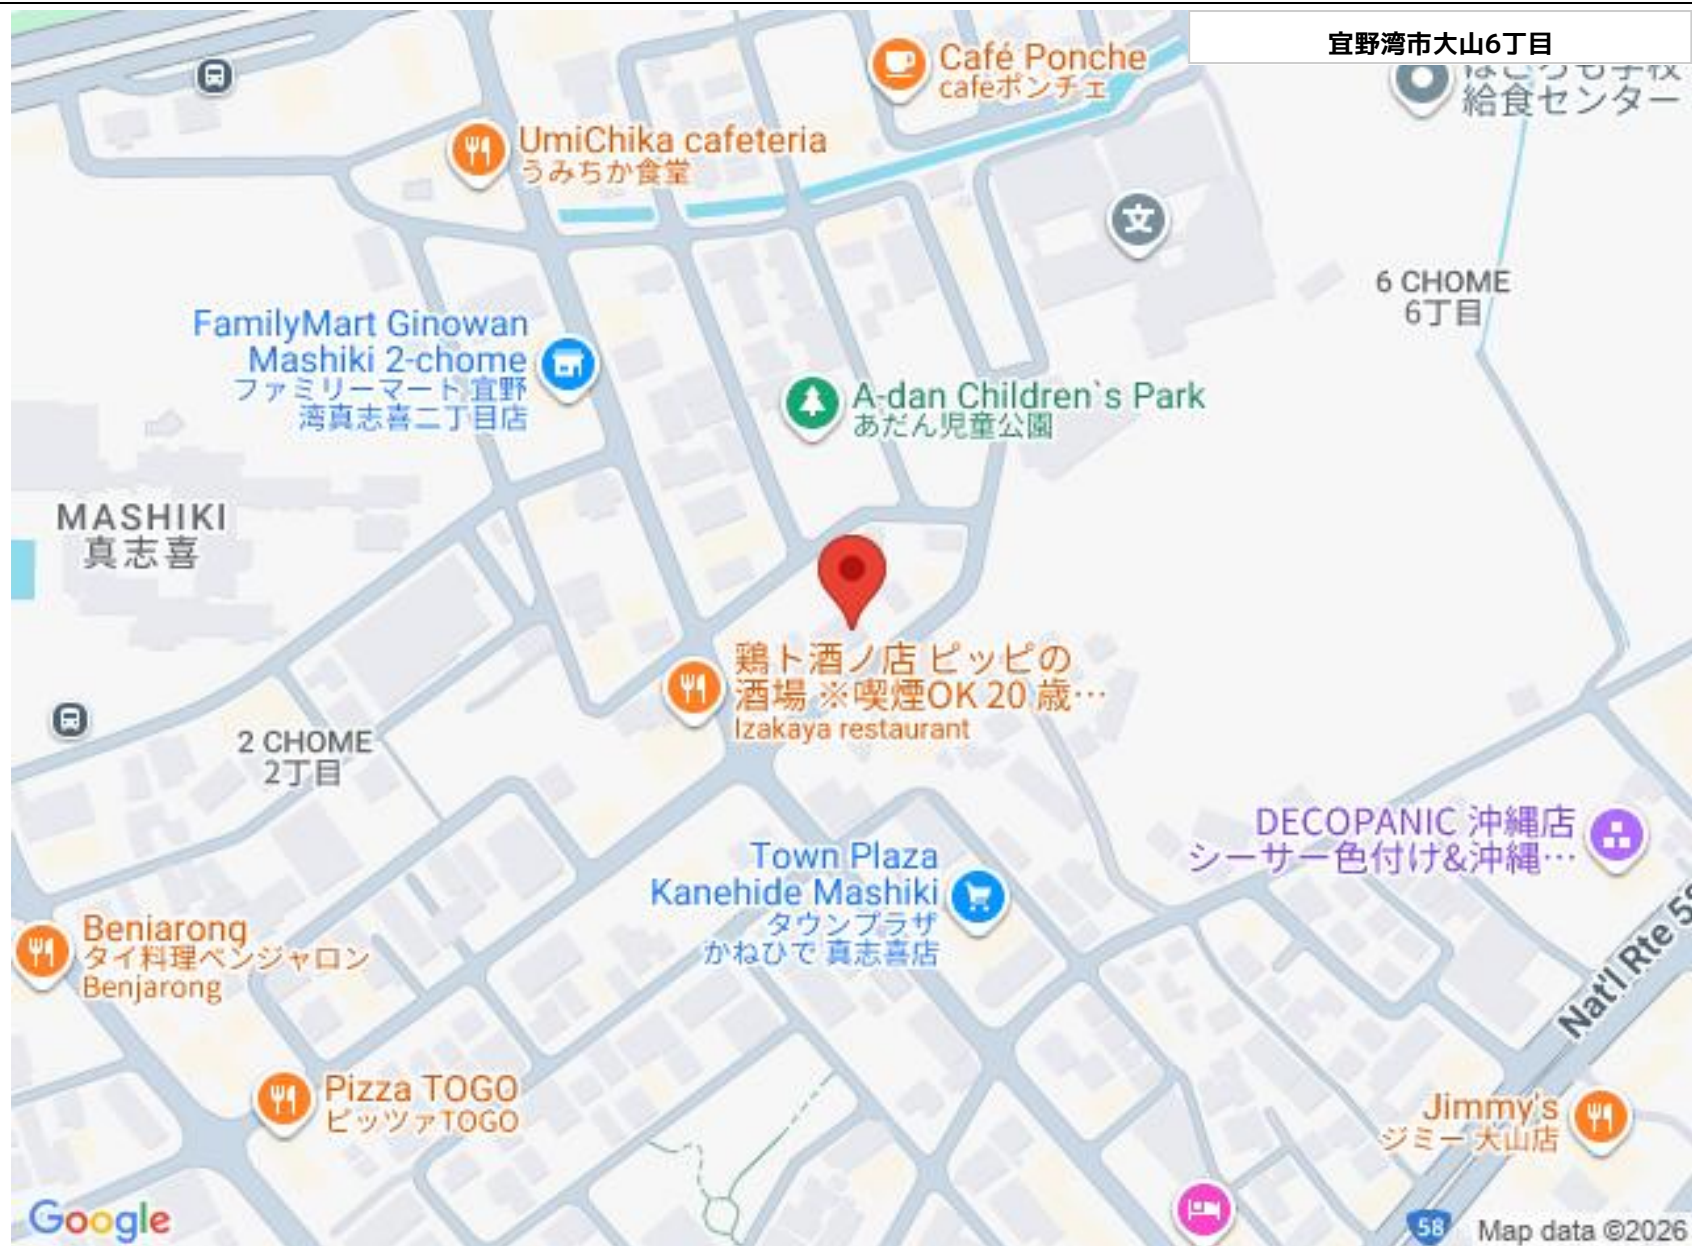 宜野湾市大山6丁目
Café Ponche
cafeポンチェ
はごろも学校
給食センター
UmiChika cafeteria
うみちか食堂
文
6 CHOME
6丁目
FamilyMart Ginowan
Mashiki 2-chome
ファミリーマート 宜野
湾真志喜二丁目店
A-dan Children`s Park
あだん児童公園
MASHIKI
真志喜
鶏ト酒ノ店 ピッピの
酒場 ※喫煙OK 20 歳…
Izakaya restaurant
2 CHOME
2丁目
DECOPANIC 沖縄店
シーサー色付け&沖縄…
Town Plaza
Kanehide Mashiki
タウンプラザ
かねひで 真志喜店
Beniarong
タイ料理ベンジャロン
Benjarong
Nat'l Rte 58
Pizza TOGO
ピッツァTOGO
Jimmy's
ジミー 大山店
Google
58
Map data ©2026